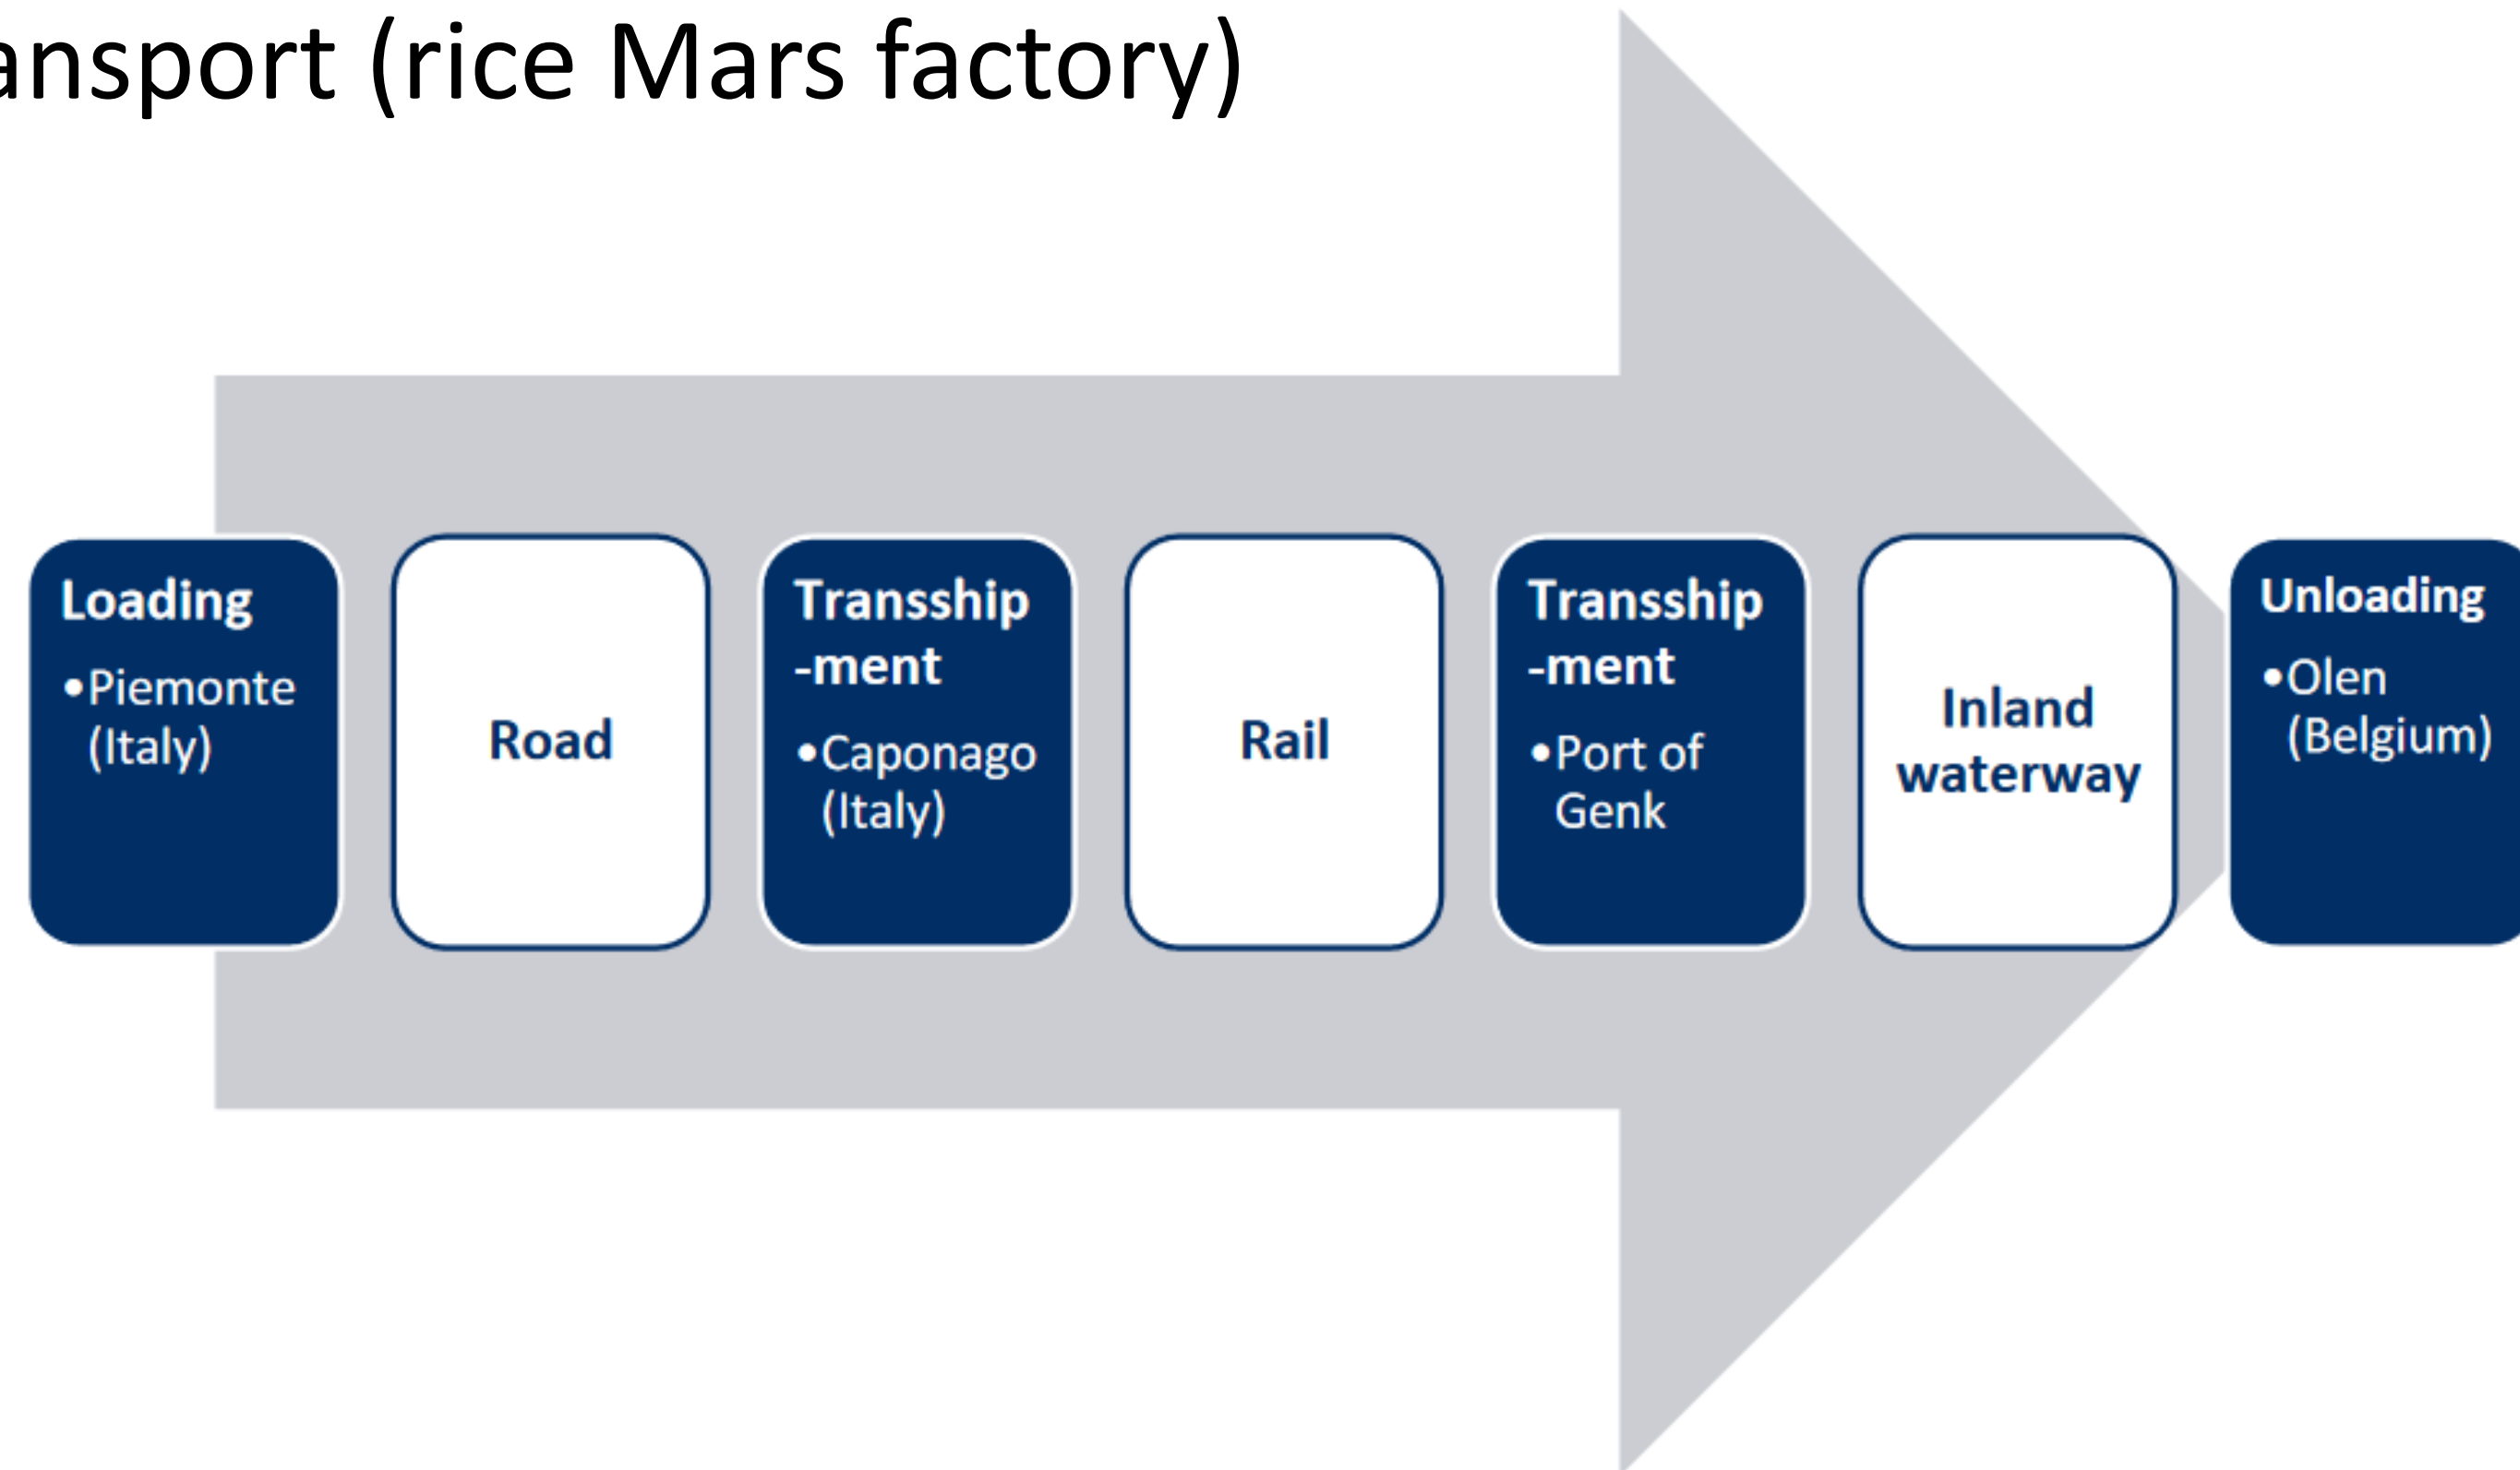 ansport (rice Mars factory)
Loading
•Piemonte
(Italy)
Road
Transship
-ment
•Caponago
(Italy)
Rail
Transship
-ment
•Port of
Genk
Inland
waterway
Unloading
•Olen
(Belgium)